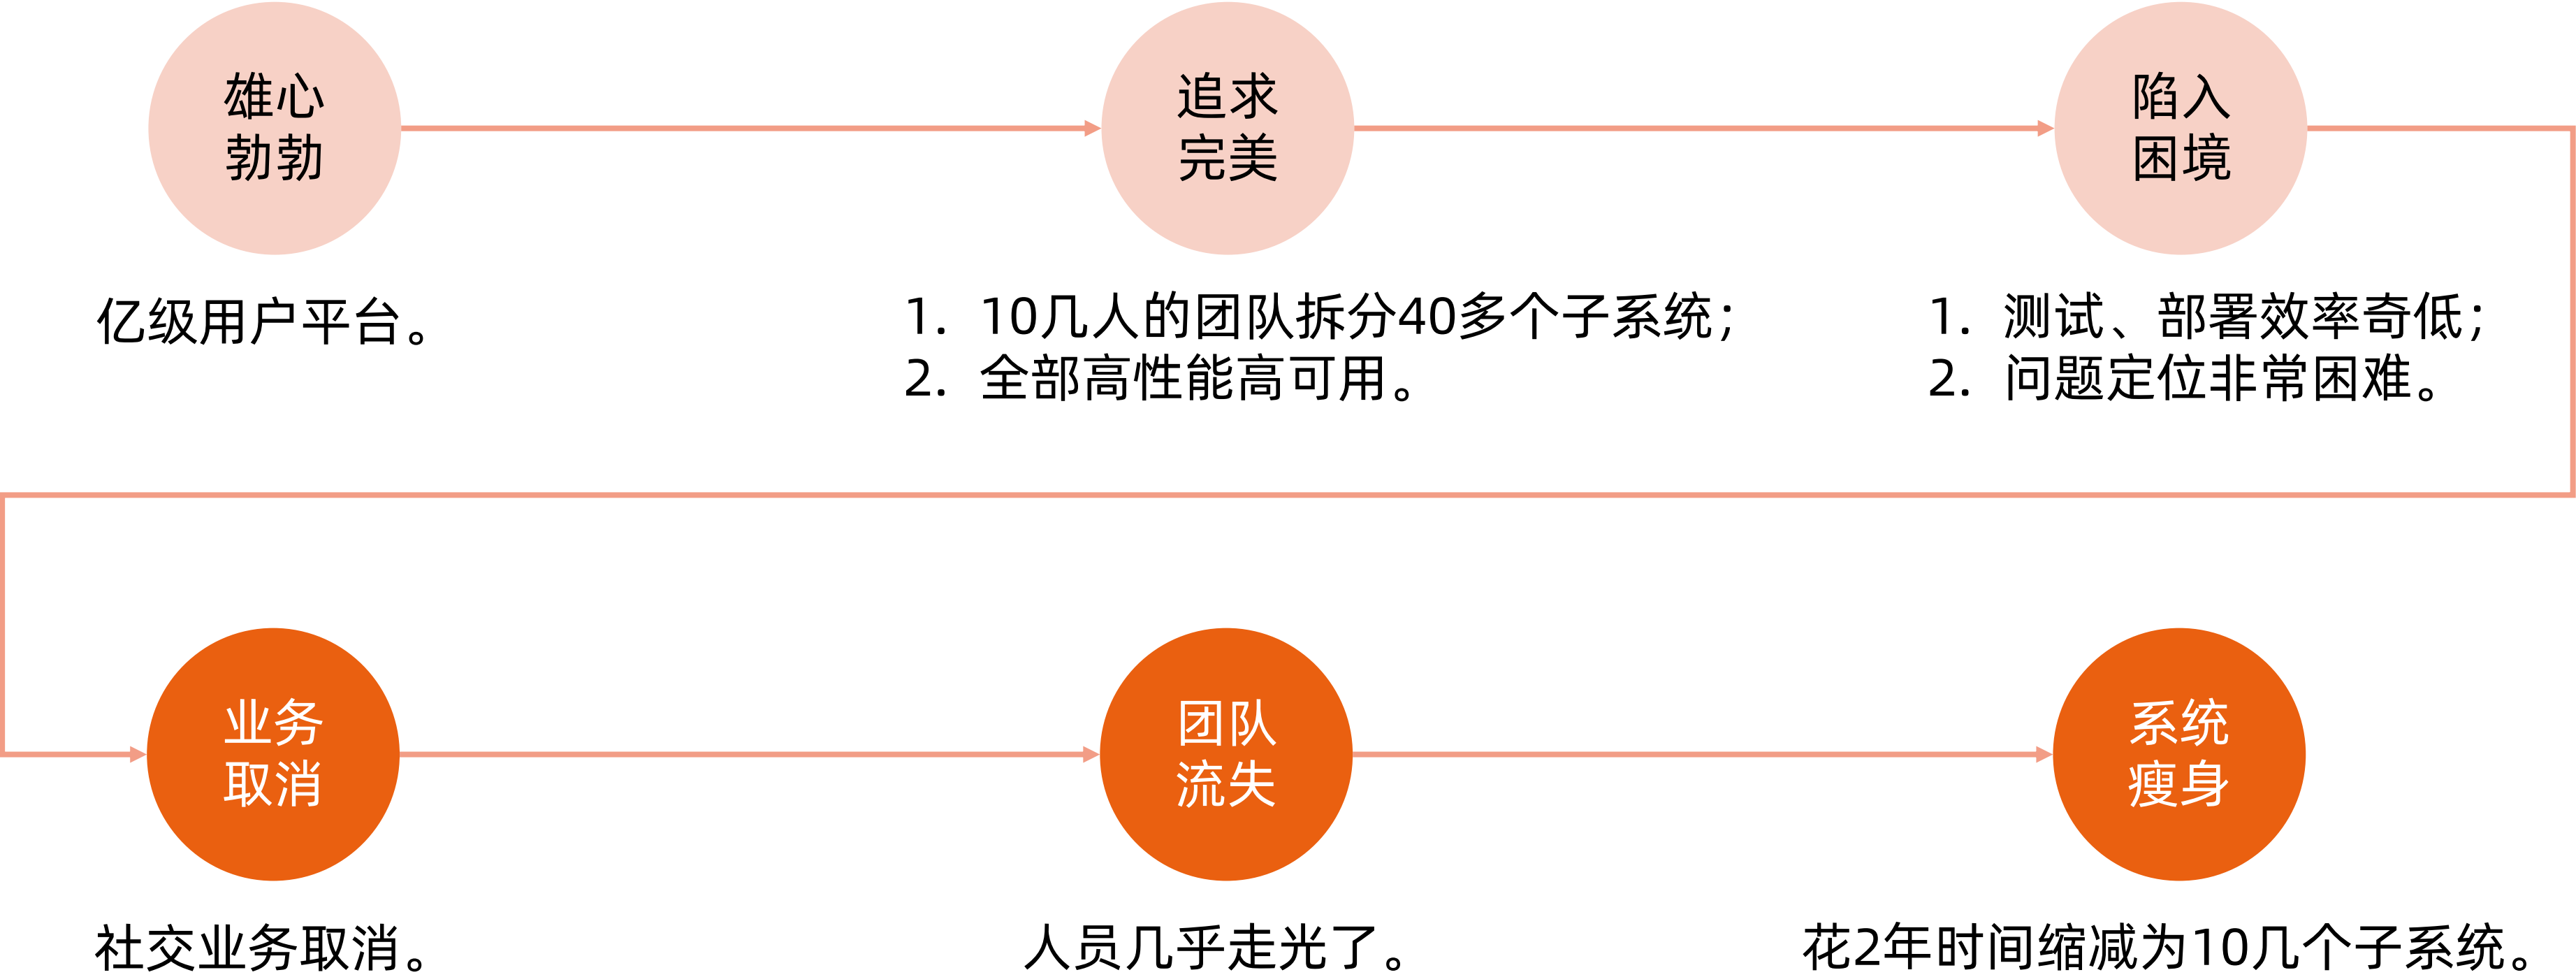 雄心
勃勃
亿级用户平台。
追求
完美
1. 10几人的团队拆分40多个子系统；
2. 全部高性能高可用。
陷入
困境
1. 测试、部署效率奇低；
2. 问题定位非常困难。
业务
取消
社交业务取消。
团队
流失
人员几乎走光了。
系统
瘦身
花2年时间缩减为10几个子系统。